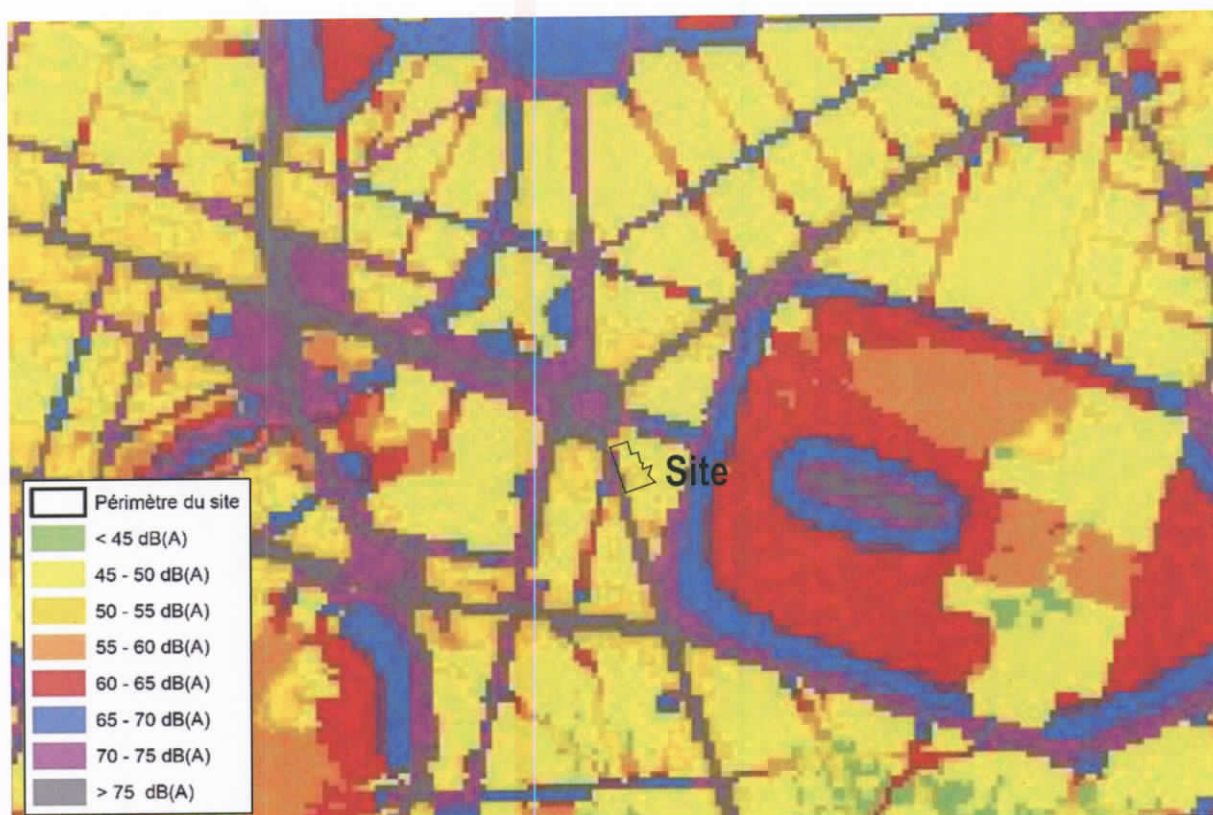 Site
Périmètre du site
< 45 dB(A)
45 - 50 dB(A)
50 - 55 dB(A)
55 - 60 dB(A)
60 - 65 dB(A)
65 - 70 dB(A)
70 - 75 dB(A)
> 75 dB(A)